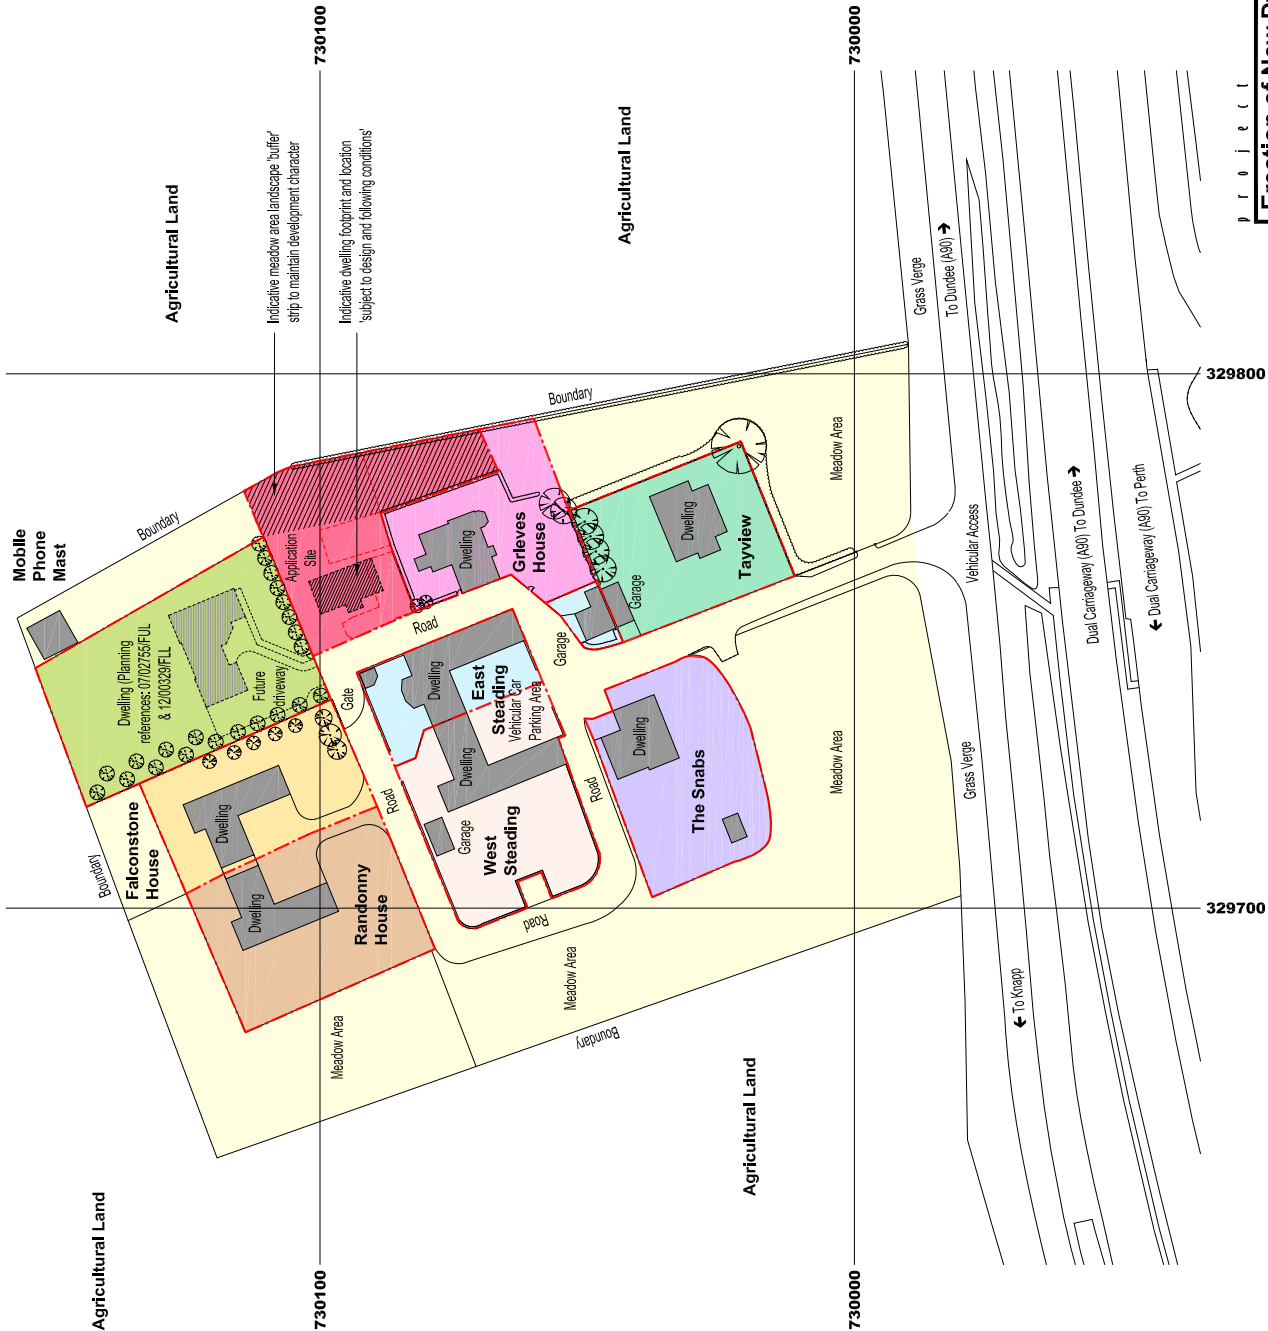 730100
730000
Agricultural Land
Indicative meadow area landscape 'buffer'
strip to maintain development character
Indicative dwelling footprint and location
'subject to design and following conditions'
Agricultural Land
project
Grass Verge
To Dundee (A90) →
329800
Boundary
Boundary
Mobile
Phone
Mast
Meadow Area
Vehicular Access
Dual Carriageway (A90) To Dundee →
← Dual Carriageway (A90) To Perth
Application
Site
Dwelling
Grieves
House
Dwelling
Tayview
Garage
Garage
Road
Dwelling (Planning
references: 07/02755/FUL
& 12/00329/FLL
Future
driveway
Gate
Dwelling
East
Steading
Vehicular Car
Parking Area
Dwelling
Dwelling
The Snabs
Road
Road
Meadow Area
Grass Verge
Falconstone
House
Dwelling
Boundary
Garage
West
Steading
Road
Dwelling
Randonny
House
329700
Meadow Area
Meadow Area
Boundary
← To Knapp
Agricultural Land
Agricultural Land
730100
730000